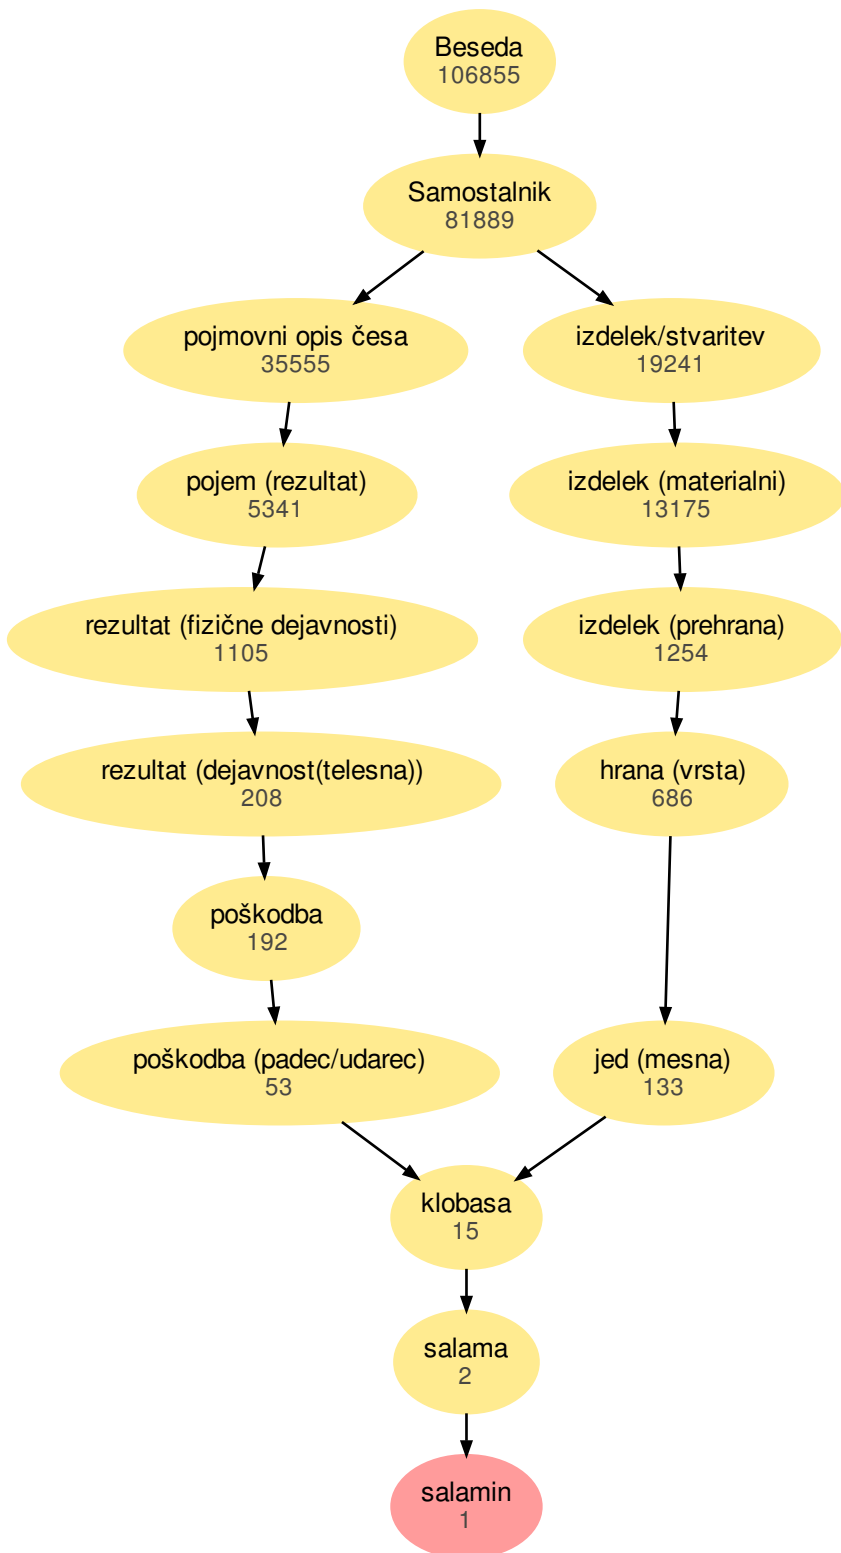 Beseda
106855
Samostalnik
81889
pojmovni opis česa
35555
izdelek/stvaritev
19241
pojem (rezultat)
5341
izdelek (materialni)
13175
rezultat (fizične dejavnosti)
1105
izdelek (prehrana)
1254
rezultat (dejavnost(telesna))
208
hrana (vrsta)
686
poškodba
192
poškodba (padec/udarec)
53
jed (mesna)
133
klobasa
15
salama
2
salamin
1